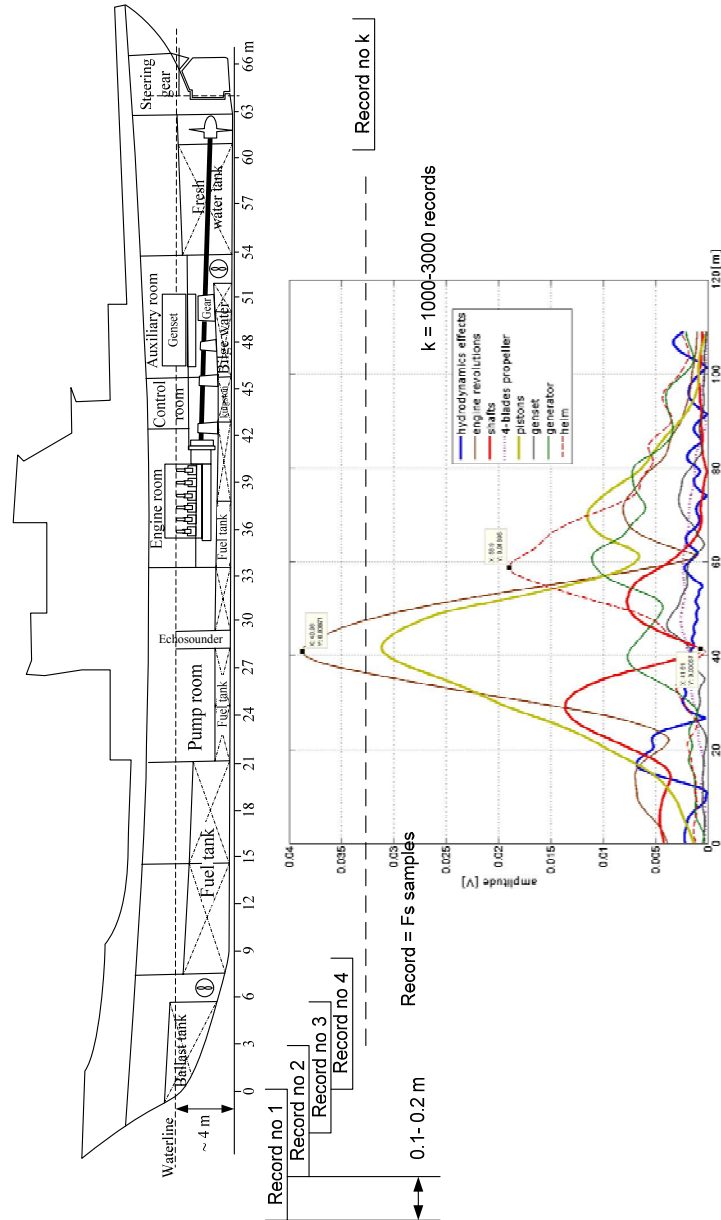 Waterline
~ 4 m
Ballast tank
Fuel tank
Pump room
Fuel tank
Echosounder
Engine room
Fuel tank
Control
room
Auxiliary room
Genset
Gear
Bilge water
Fresh
water tank
Steering
gear
0 3 6 9 15 18 21 24 27 30 33 36 39 42 45 48 51 54 57 60 63 66 m
Record no 1
Record no 2
Record no 3
Record no 4
Record no k
0.1- 0.2 m
Record = Fs samples
k = 1000-3000 records
amplitude [V]
0.04
0.035
0.03
0.025
0.02
0.015
0.01
0.005
0
0 20 40 60 80 100 120 [m]
hydrodynamics effects
engine revolutions
shafts
4-blades propeller
pistons
genset
generator
helm